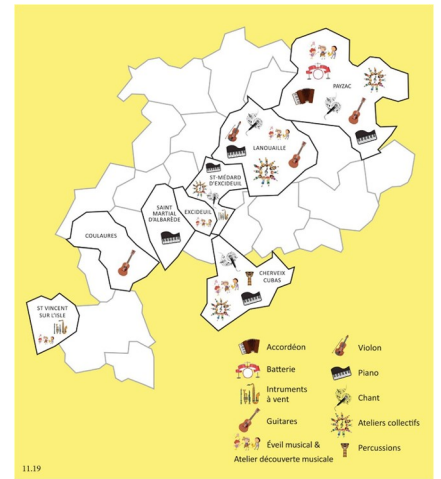 PAYZAC
LANOUAILLE
ST-MÉDARD
D'EXCIDEUIL
SAINT
MARTIAL
D'ALBARÈDE
EXCIDEUIL
COULAURES
CHERVEIX
CUBAS
ST VINCENT
SUR L'ISLE
Accordéon
Batterie
Intruments
à vent
Guitares
Éveil musical &
Atelier découverte musicale
Violon
Piano
Chant
Ateliers collectifs
Percussions
11.19